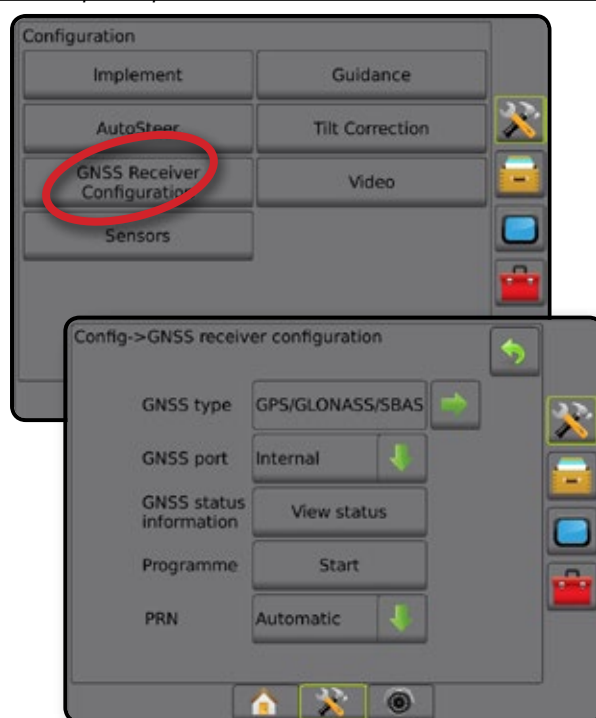 Configuration
Implement
Guidance
AutoSteer
Tilt Correction
GNSS Receiver
Configuration
Video
Sensors
Config->GNSS receiver configuration
GNSS type
GPS/GLONASS/SBAS
GNSS port
Internal
GNSS status
information
View status
Programme
Start
PRN
Automatic